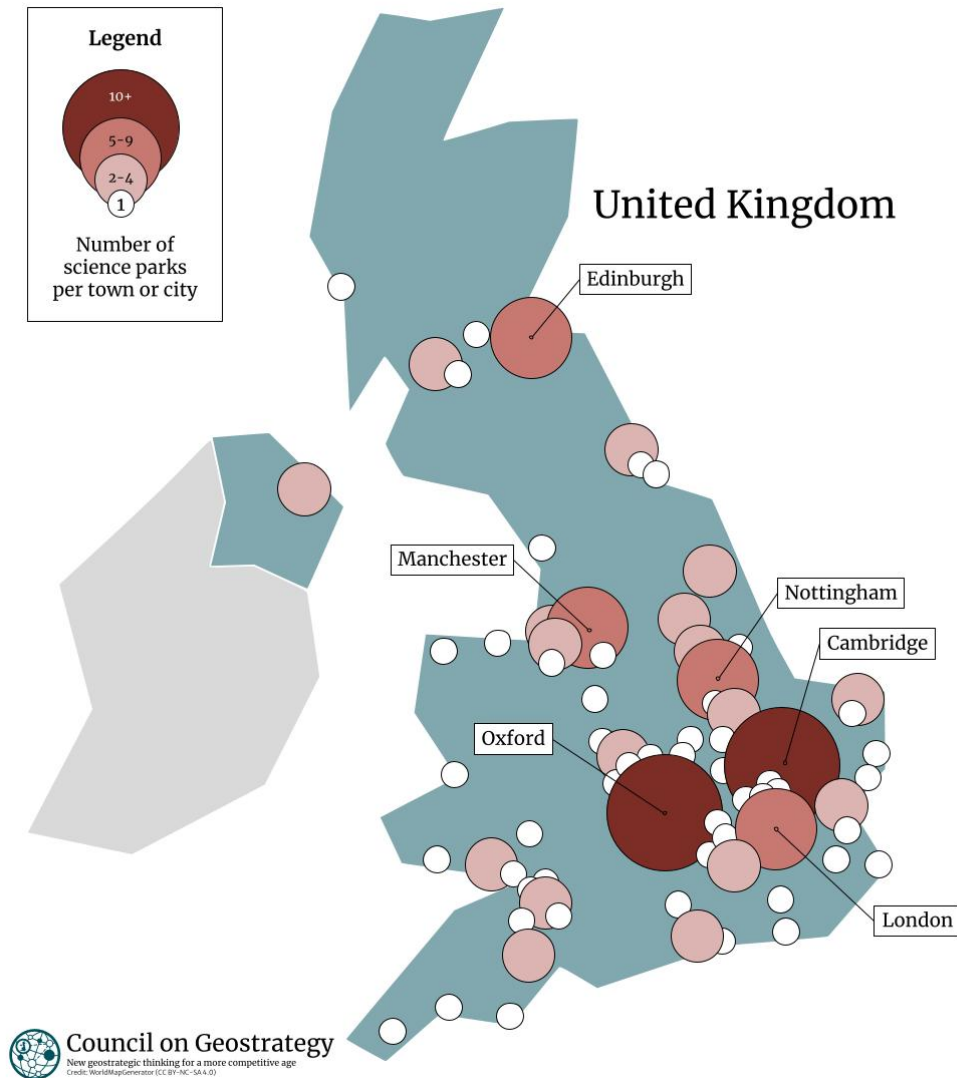 Legend
10+
5-9
2-4
1
Number of
science parks
per town or city
United Kingdom
Edinburgh
Manchester
Nottingham
Cambridge
Oxford
London
Council on Geostrategy
New geostrategic thinking for a more competitive age
Credit: WorldMapGenerator (CC BY-NC-SA 4.0)